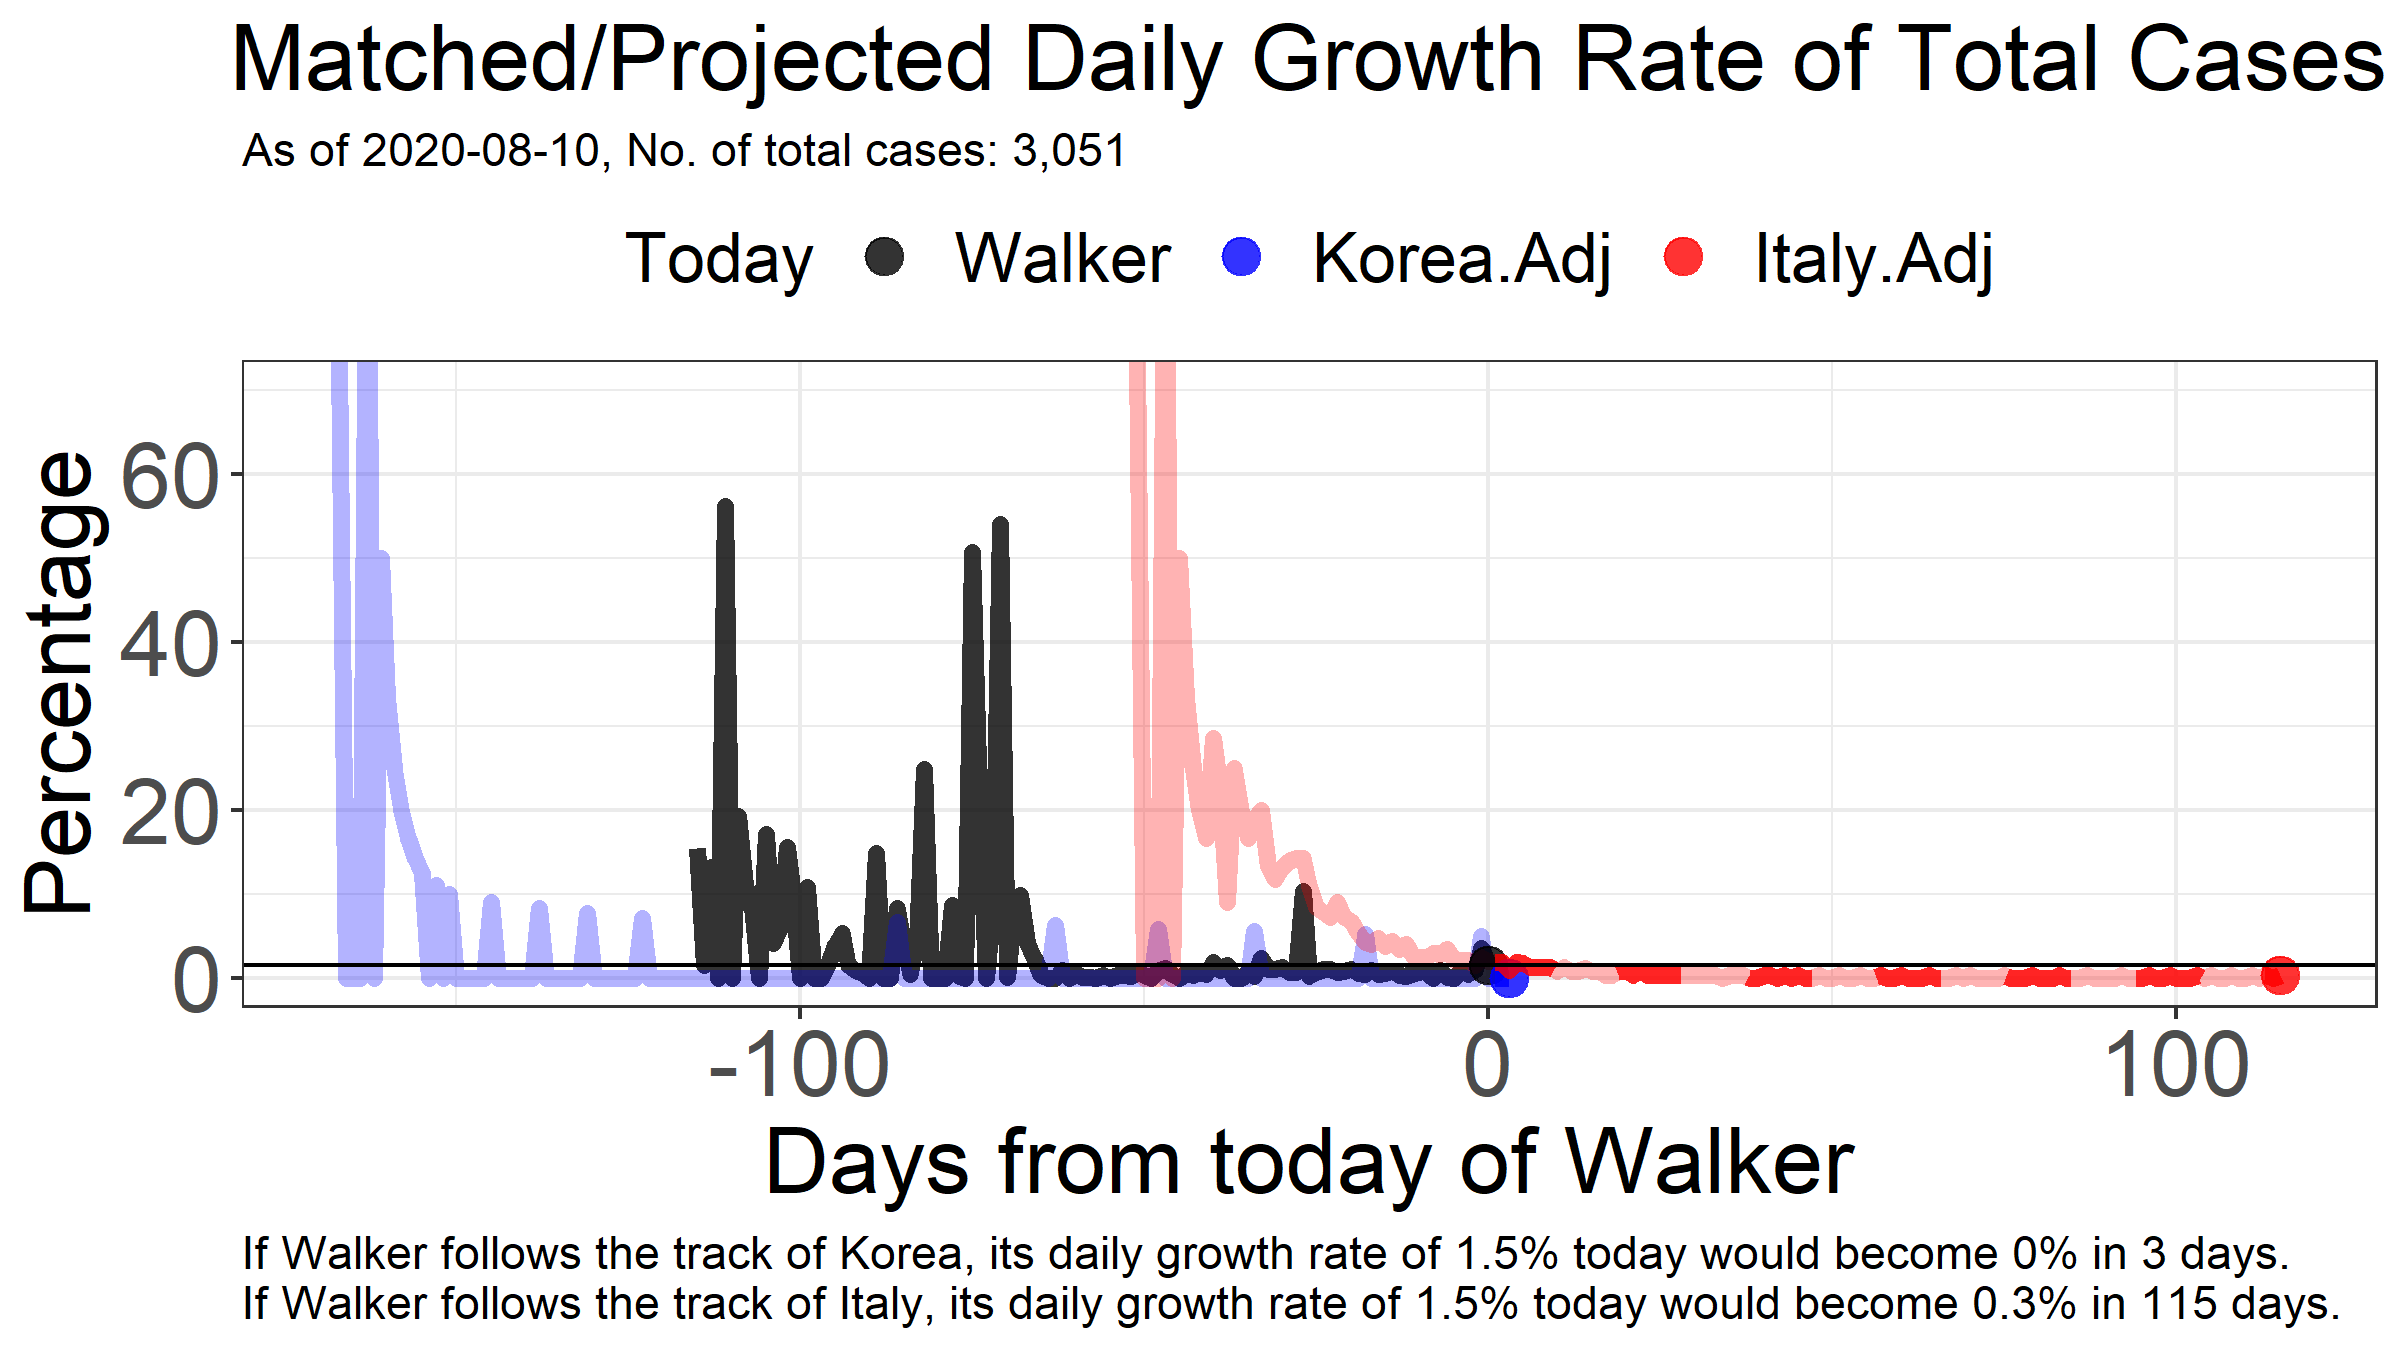 Matched/Projected Daily Growth Rate of Total Cases
As of 2020-08-10, No. of total cases: 3,051
Today Walker Korea.Adj Italy.Adj
Percentage
60
40
20
0
-100 0 100
Days from today of Walker
If Walker follows the track of Korea, its daily growth rate of 1.5% today would become 0% in 3 days.
If Walker follows the track of Italy, its daily growth rate of 1.5% today would become 0.3% in 115 days.